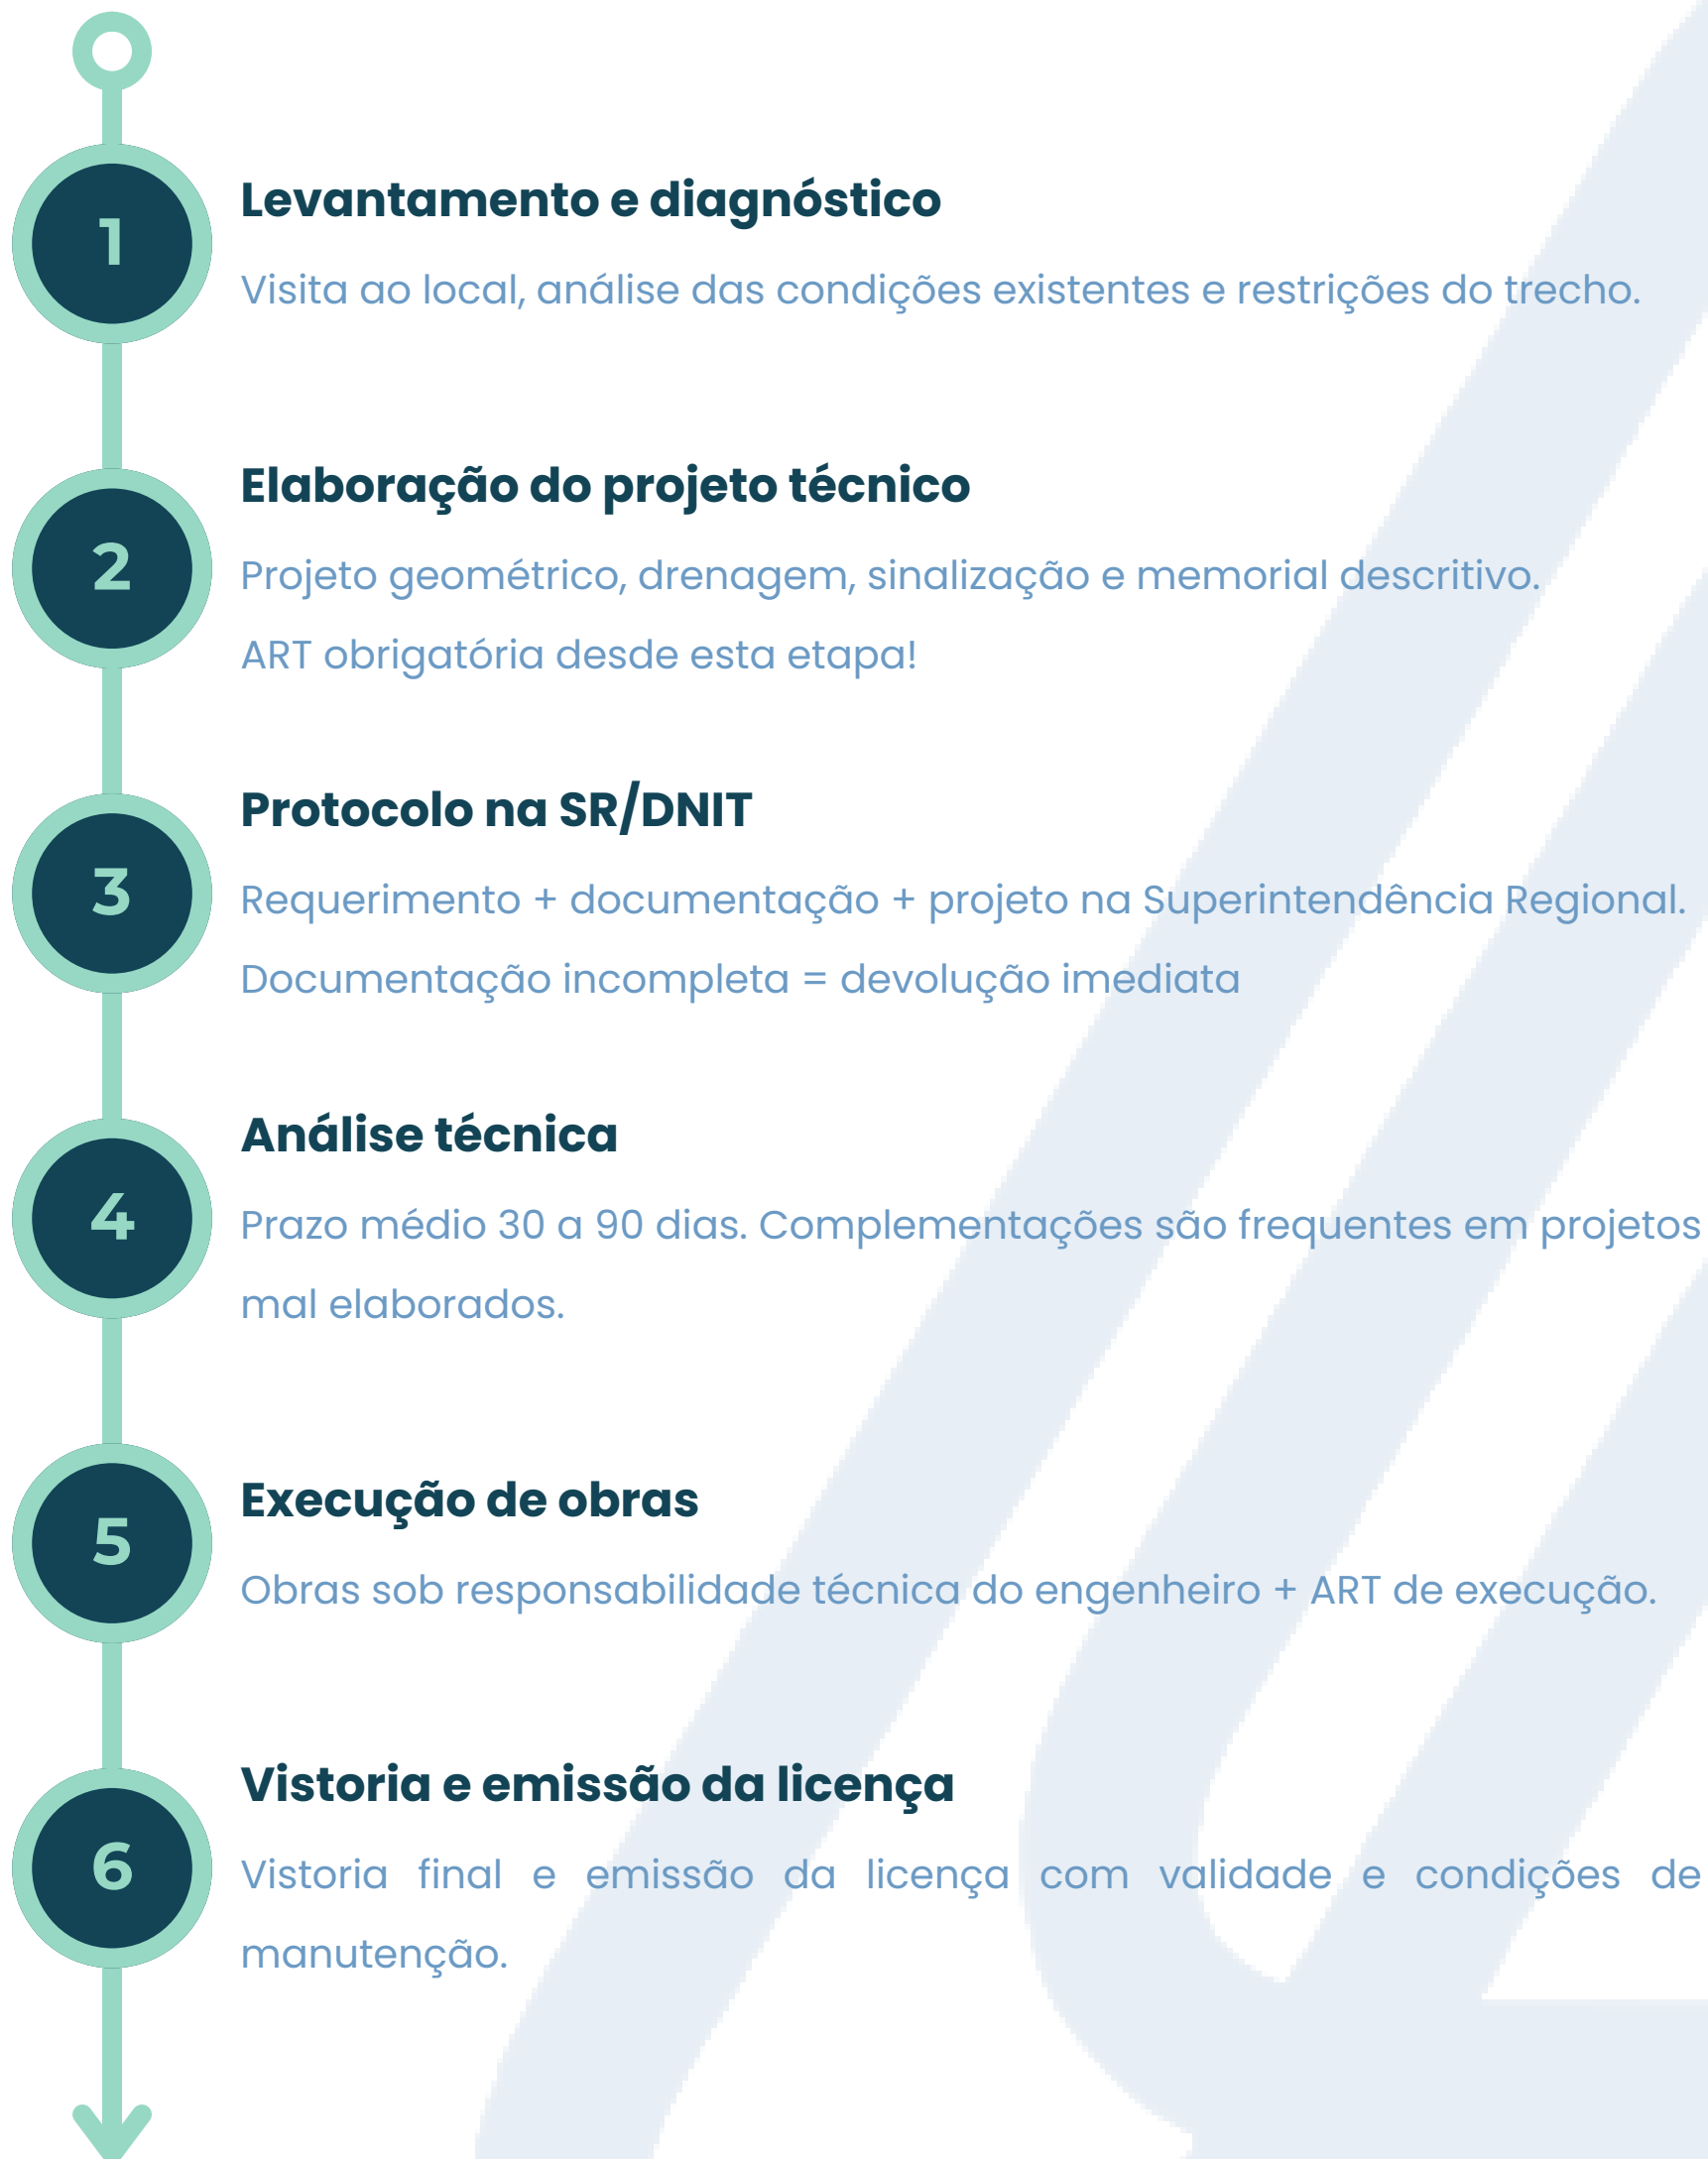 1
Levantamento e diagnóstico
Visita ao local, análise das condições existentes e restrições do trecho.
2
Elaboração do projeto técnico
Projeto geométrico, drenagem, sinalização e memorial descritivo.
ART obrigatória desde esta etapa!
3
Protocolo na SR/DNIT
Requerimento + documentação + projeto na Superintendência Regional.
Documentação incompleta = devolução imediata
4
Análise técnica
Prazo médio 30 a 90 dias. Complementações são frequentes em projetos
mal elaborados.
5
Execução de obras
Obras sob responsabilidade técnica do engenheiro + ART de execução.
6
Vistoria e emissão da licença
Vistoria final e emissão da licença com validade e condições de
manutenção.